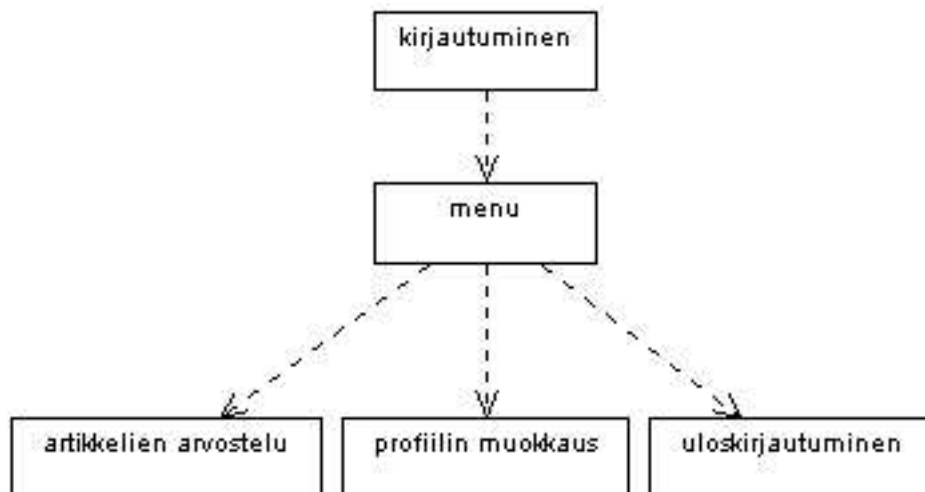 kirjautuminen
menu
artikkelien arvostelu
profiilin muokkaus
uloskirjautuminen